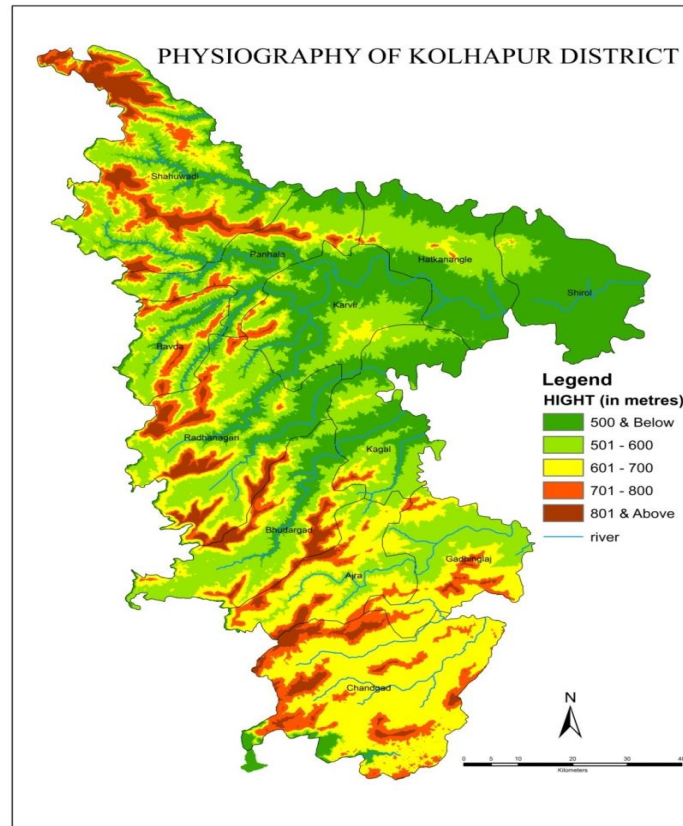 PHYSIOGRAPHY OF KOLHAPUR DISTRICT
Shahuwadi
Panhala
Hatkanangle
Shirol
Karvir
Bavda
Legend
HIGHT (in metres)
500 & Below
501 - 600
601 - 700
701 - 800
801 & Above
river
Radhanagari
Kagal
Bhudargad
Gadhinglaj
Ajra
Chandgad
N
0 5 10 20 30 40
Kilometers